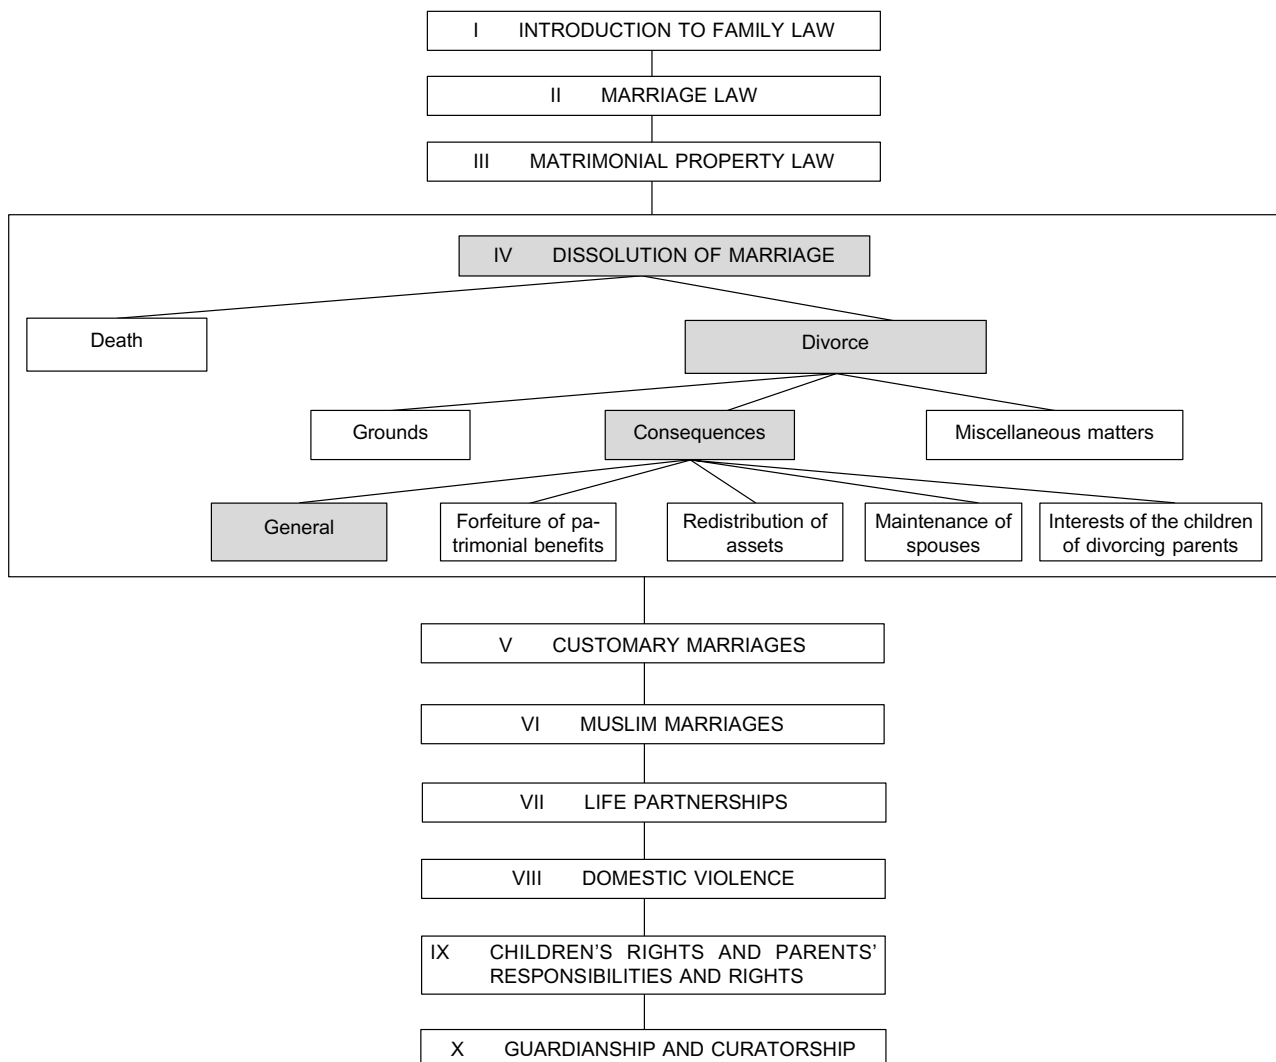 I INTRODUCTION TO FAMILY LAW
II MARRIAGE LAW
III MATRIMONIAL PROPERTY LAW
IV DISSOLUTION OF MARRIAGE
Death
Divorce
Grounds
Consequences
Miscellaneous matters
General
Forfeiture of pa-
trimonial benefits
Redistribution of
assets
Maintenance of
spouses
Interests of the children
of divorcing parents
V CUSTOMARY MARRIAGES
VI MUSLIM MARRIAGES
VII LIFE PARTNERSHIPS
VIII DOMESTIC VIOLENCE
IX CHILDREN’S RIGHTS AND PARENTS’
RESPONSIBILITIES AND RIGHTS
X GUARDIANSHIP AND CURATORSHIP